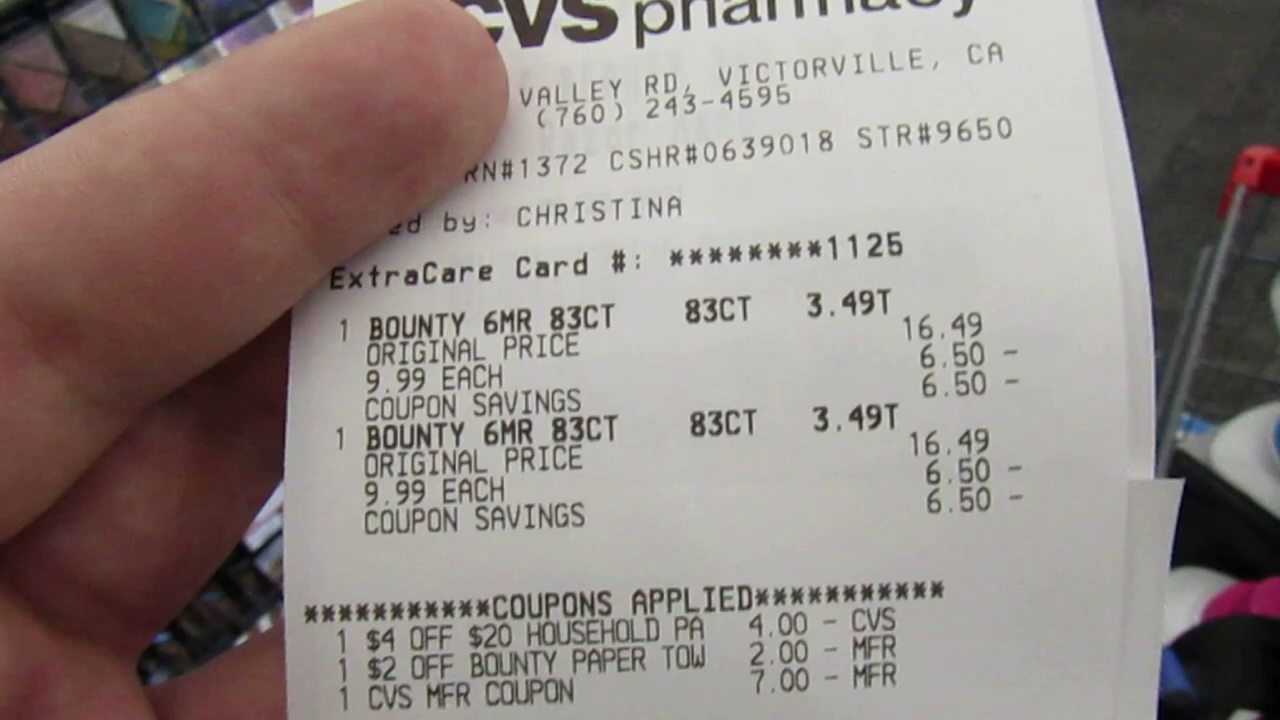 CVS pharmacy
VALLEY RD, VICTORVILLE, CA
(760) 243-4595
RN#1372 CSHR#0639018 STR#9650
ed by: CHRISTINA
ExtraCare Card #: ********1125
1 BOUNTY 6MR 83CT 83CT 3.49T
ORIGINAL PRICE 16.49
9.99 EACH 6.50 -
COUPON SAVINGS 6.50 -
1 BOUNTY 6MR 83CT 83CT 3.49T
ORIGINAL PRICE 16.49
9.99 EACH 6.50 -
COUPON SAVINGS 6.50 -
***********COUPONS APPLIED***********
1 $4 OFF $20 HOUSEHOLD PA 4.00 - CVS
1 $2 OFF BOUNTY PAPER TOW 2.00 - MFR
1 CVS MFR COUPON 7.00 - MFR